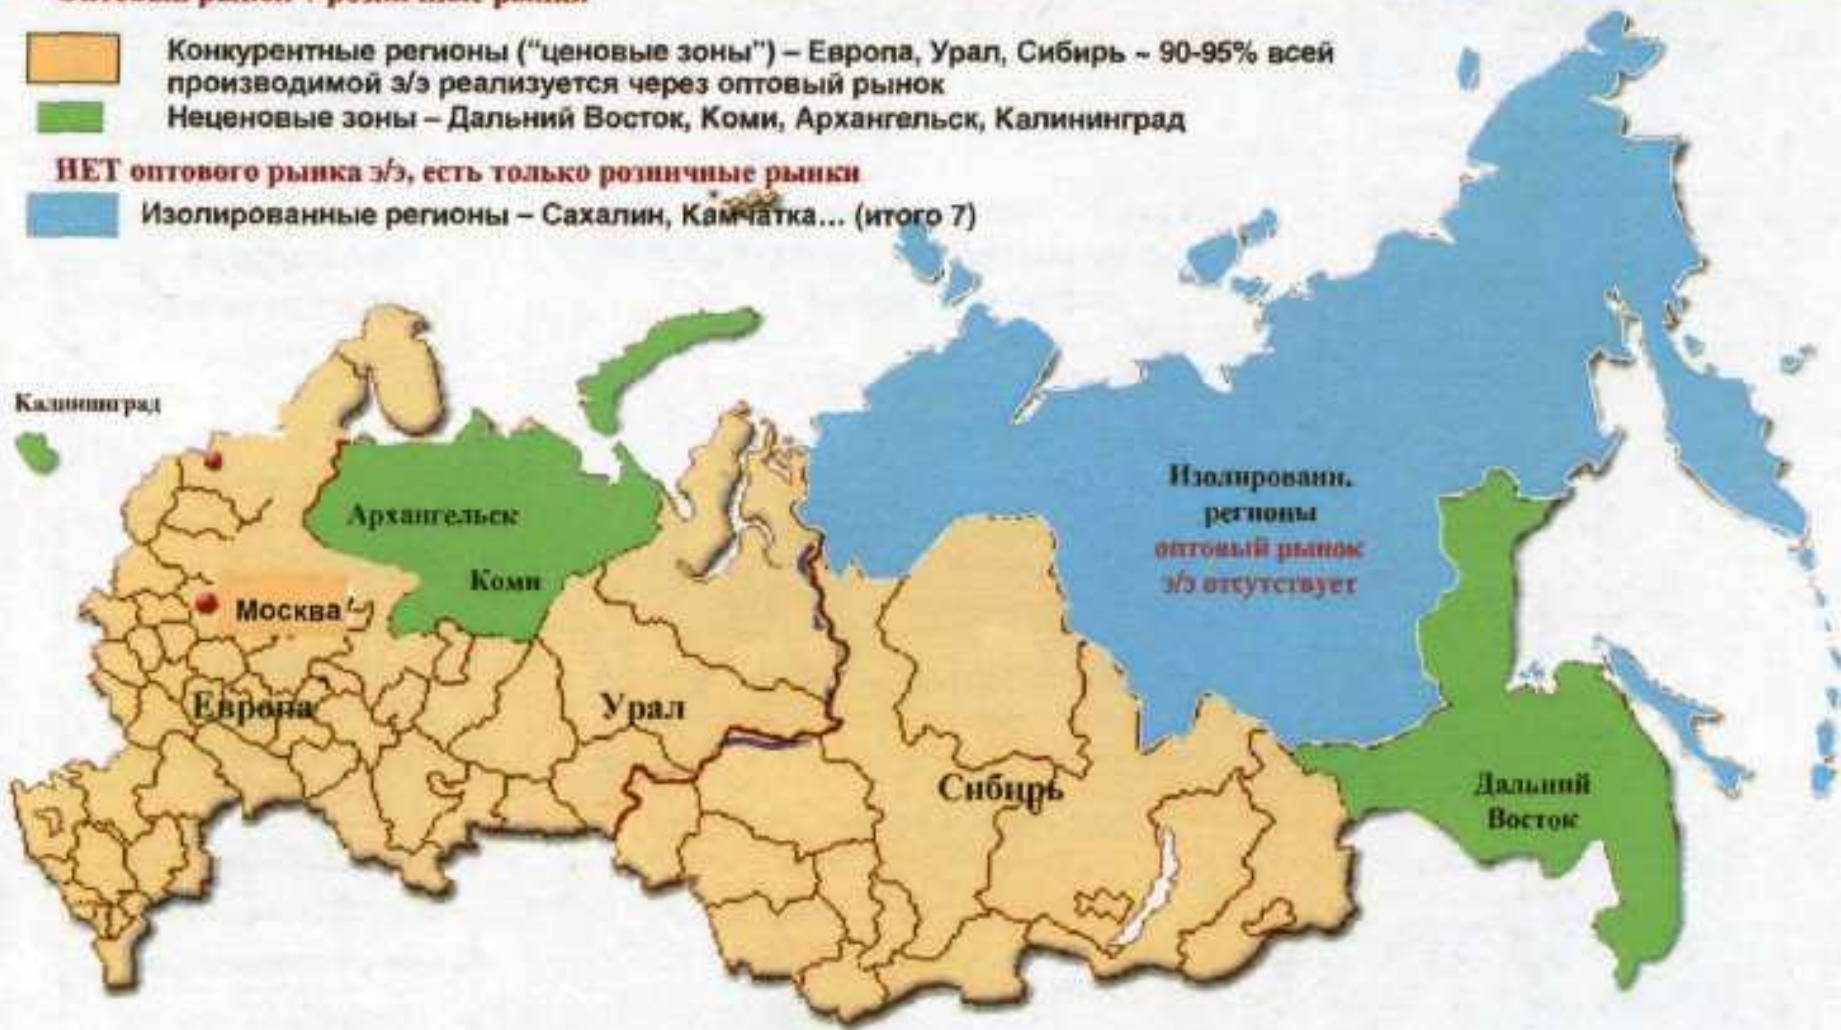 Конкурентные регионы (“ценовые зоны”) – Европа, Урал, Сибирь ~ 90-95% всей
производимой э/э реализуется через оптовый рынок
Неценовые зоны – Дальний Восток, Коми, Архангельск, Калининград
НЕТ оптового рынка э/э, есть только розничные рынки
Изолированные регионы – Сахалин, Камчатка... (итого 7)
Калининград
Архангельск
Коми
Москва
Европа
Урал
Сибирь
Изолированн.
регионы
оптовый рынок
э/э отсутствует
Дальний
Восток